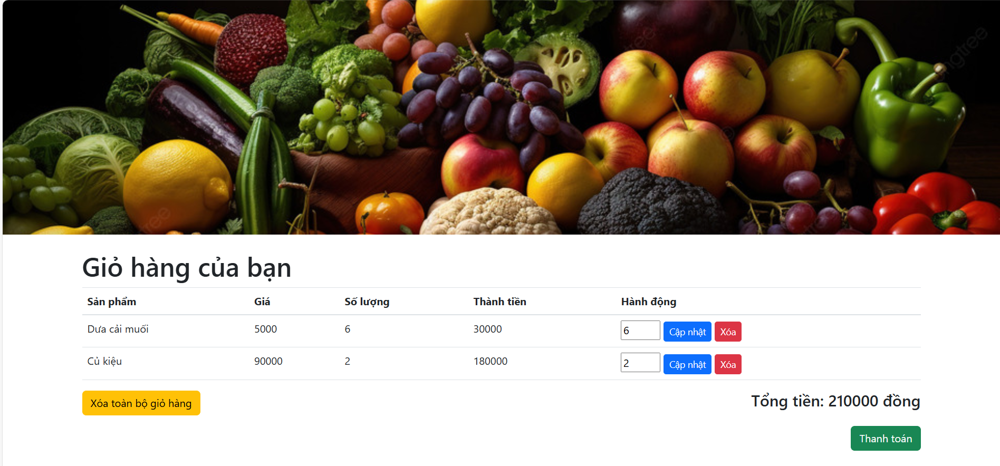 Giỏ hàng của bạn
Sản phẩm Giá Số lượng Thành tiền Hành động
Dưa cải muối 5000 6 30000 6 Cập nhật Xóa
Củ kiệu 90000 2 180000 2 Cập nhật Xóa
Xóa toàn bộ giỏ hàng Tổng tiền: 210000 đồng
Thanh toán